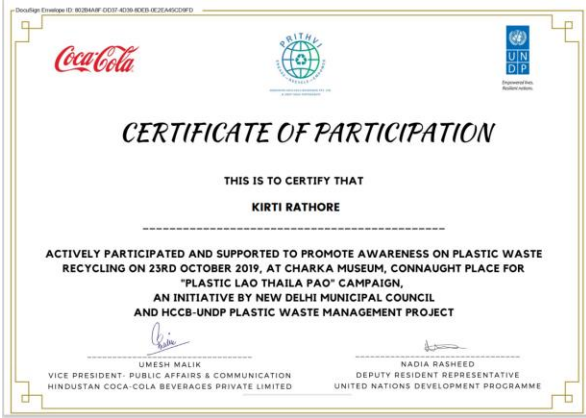 Coca-Cola
PRITHVI
U N
D P
Empowered lives.
Resilient nations.
CERTIFICATE OF PARTICIPATION
THIS IS TO CERTIFY THAT
KIRTI RATHORE
ACTIVELY PARTICIPATED AND SUPPORTED TO PROMOTE AWARENESS ON PLASTIC WASTE
RECYCLING ON 23RD OCTOBER 2019, AT CHARKA MUSEUM, CONNAUGHT PLACE FOR
"PLASTIC LAO THAILA PAO" CAMPAIGN,
AN INITIATIVE BY NEW DELHI MUNICIPAL COUNCIL
AND HCCB-UNDP PLASTIC WASTE MANAGEMENT PROJECT
UMESH MALIK
VICE PRESIDENT- PUBLIC AFFAIRS & COMMUNICATION
HINDUSTAN COCA-COLA BEVERAGES PRIVATE LIMITED
NADIA RASHEED
DEPUTY RESIDENT REPRESENTATIVE
UNITED NATIONS DEVELOPMENT PROGRAMME